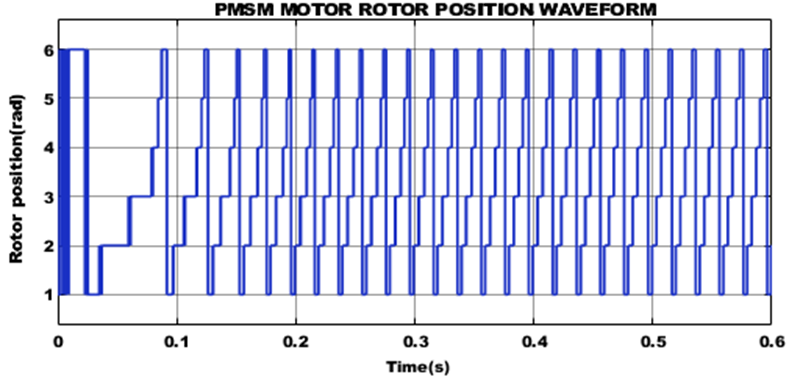 PMSM MOTOR ROTOR POSITION WAVEFORM
6
5
4
3
2
1
Rotor position(rad)
0 0.1 0.2 0.3 0.4 0.5 0.6
Time(s)